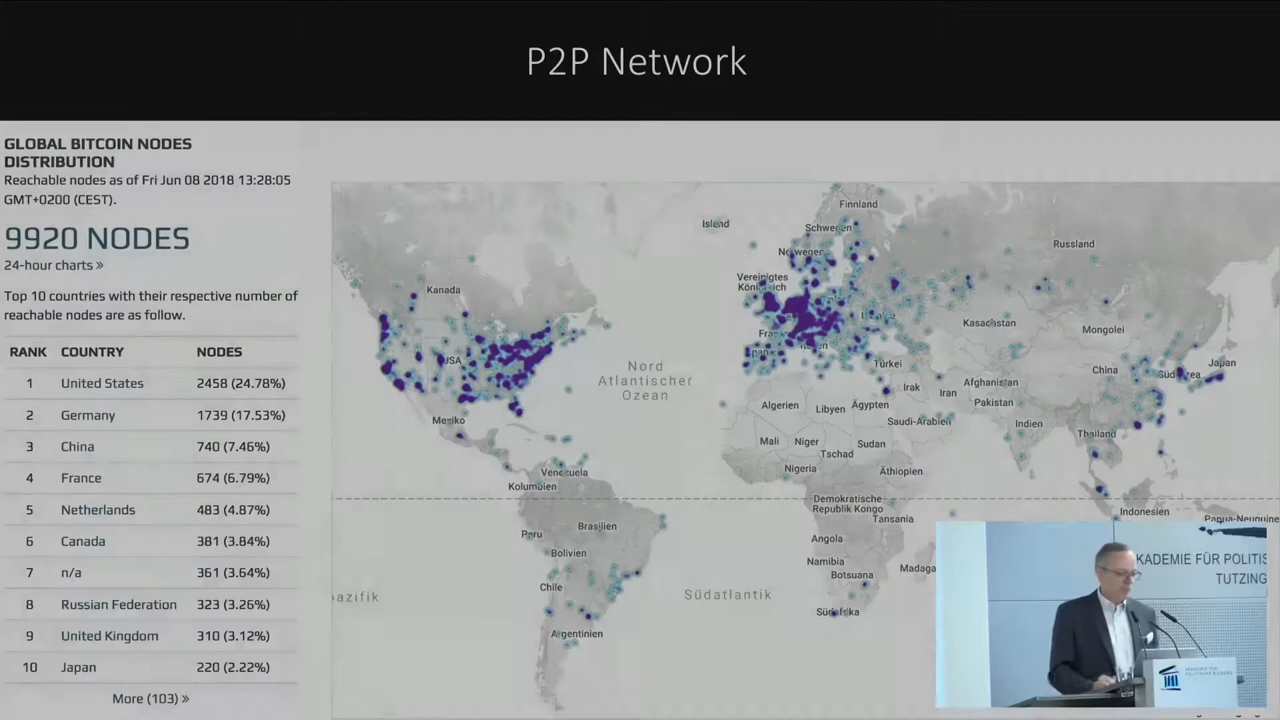 P2P Network
GLOBAL BITCOIN NODES
DISTRIBUTION
Reachable nodes as of Fri Jun 08 2018 13:28:05
GMT+0200 (CEST).
9920 NODES
24-hour charts »
Top 10 countries with their respective number of
reachable nodes are as follow.
RANK COUNTRY NODES
1 United States 2458 (24.78%)
2 Germany 1739 (17.53%)
3 China 740 (7.46%)
4 France 674 (6.79%)
5 Netherlands 483 (4.87%)
6 Canada 381 (3.84%)
7 n/a 361 (3.64%)
8 Russian Federation 323 (3.26%)
9 United Kingdom 310 (3.12%)
10 Japan 220 (2.22%)
More (103) »
Finnland
Island
Schweden
Russland
Norwegen
Vereinigtes
Königreich
Kanada
Kasachstan
Mongolei
USA
Nord
Atlantischer
Ozean
Türkei
China
Japan
Irak
Iran
Afghanistan
Pakistan
Algerien
Libyen
Ägypten
Saudi-Arabien
Indien
Thailand
Mexiko
Mali
Niger
Sudan
Tschad
Nigeria
Äthiopien
Venezuela
Kolumbien
Demokratische
Republik Kongo
Tansania
Indonesien
Papua-Neuguine
Brasilien
Peru
Angola
Bolivien
Namibia
Botsuana
Madaga
Chile
azifik
Südatlantik
Südafrika
Argentinien
KADEMIE FÜR POLITIS
TUTZING
AKADEMIE FÜR
POLITISCHE BILDUNG